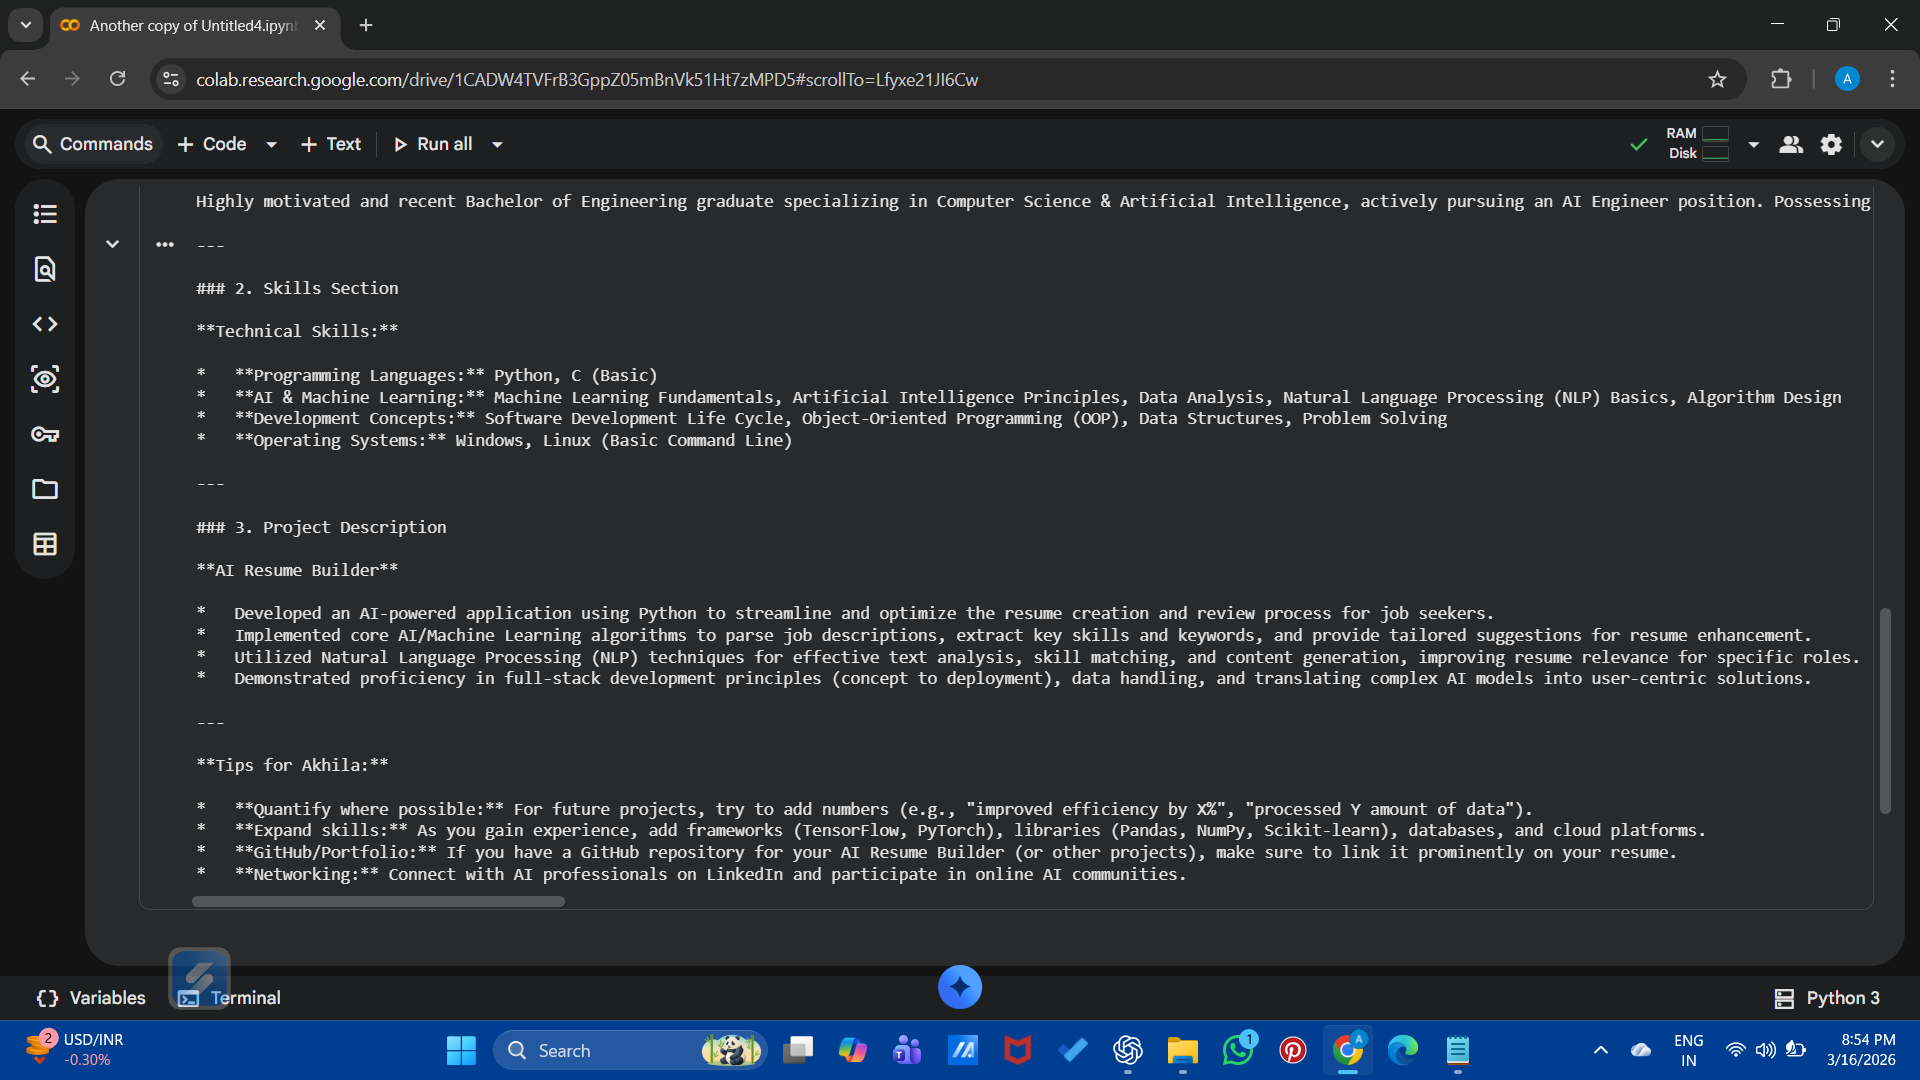 Another copy of Untitled4.ipyn
colab.research.google.com/drive/1CADW4TVFrB3GppZ05mBnVk51Ht7zMPD5#scrollTo=Lfyxe21JI6Cw
A
Commands
+ Code
+ Text
Run all
RAM
Disk
Highly motivated and recent Bachelor of Engineering graduate specializing in Computer Science & Artificial Intelligence, actively pursuing an AI Engineer position. Possessing
---
### 2. Skills Section
**Technical Skills:**
*   **Programming Languages:** Python, C (Basic)
*   **AI & Machine Learning:** Machine Learning Fundamentals, Artificial Intelligence Principles, Data Analysis, Natural Language Processing (NLP) Basics, Algorithm Design
*   **Development Concepts:** Software Development Life Cycle, Object-Oriented Programming (OOP), Data Structures, Problem Solving
*   **Operating Systems:** Windows, Linux (Basic Command Line)
---
### 3. Project Description
**AI Resume Builder**
*   Developed an AI-powered application using Python to streamline and optimize the resume creation and review process for job seekers.
*   Implemented core AI/Machine Learning algorithms to parse job descriptions, extract key skills and keywords, and provide tailored suggestions for resume enhancement.
*   Utilized Natural Language Processing (NLP) techniques for effective text analysis, skill matching, and content generation, improving resume relevance for specific roles.
*   Demonstrated proficiency in full-stack development principles (concept to deployment), data handling, and translating complex AI models into user-centric solutions.
---
**Tips for Akhila:**
*   **Quantify where possible:** For future projects, try to add numbers (e.g., "improved efficiency by X%", "processed Y amount of data").
*   **Expand skills:** As you gain experience, add frameworks (TensorFlow, PyTorch), libraries (Pandas, NumPy, Scikit-learn), databases, and cloud platforms.
*   **GitHub/Portfolio:** If you have a GitHub repository for your AI Resume Builder (or other projects), make sure to link it prominently on your resume.
*   **Networking:** Connect with AI professionals on LinkedIn and participate in online AI communities.
{} Variables
Terminal
Python 3
2
USD/INR
-0.30%
Search
1
A
ENG
IN
8:54 PM
3/16/2026